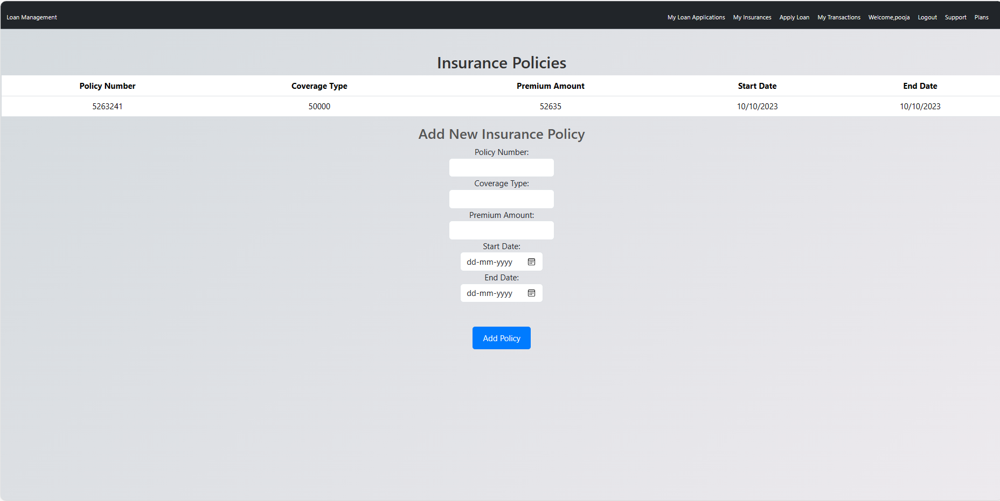 Loan Management My Loan Applications My Insurances Apply Loan My Transactions Welcome,pooja Logout Support Plans
Insurance Policies
Policy Number Coverage Type Premium Amount Start Date End Date
5263241 50000 52635 10/10/2023 10/10/2023
Add New Insurance Policy
Policy Number:
Coverage Type:
Premium Amount:
Start Date:
dd-mm-yyyy
End Date:
dd-mm-yyyy
Add Policy